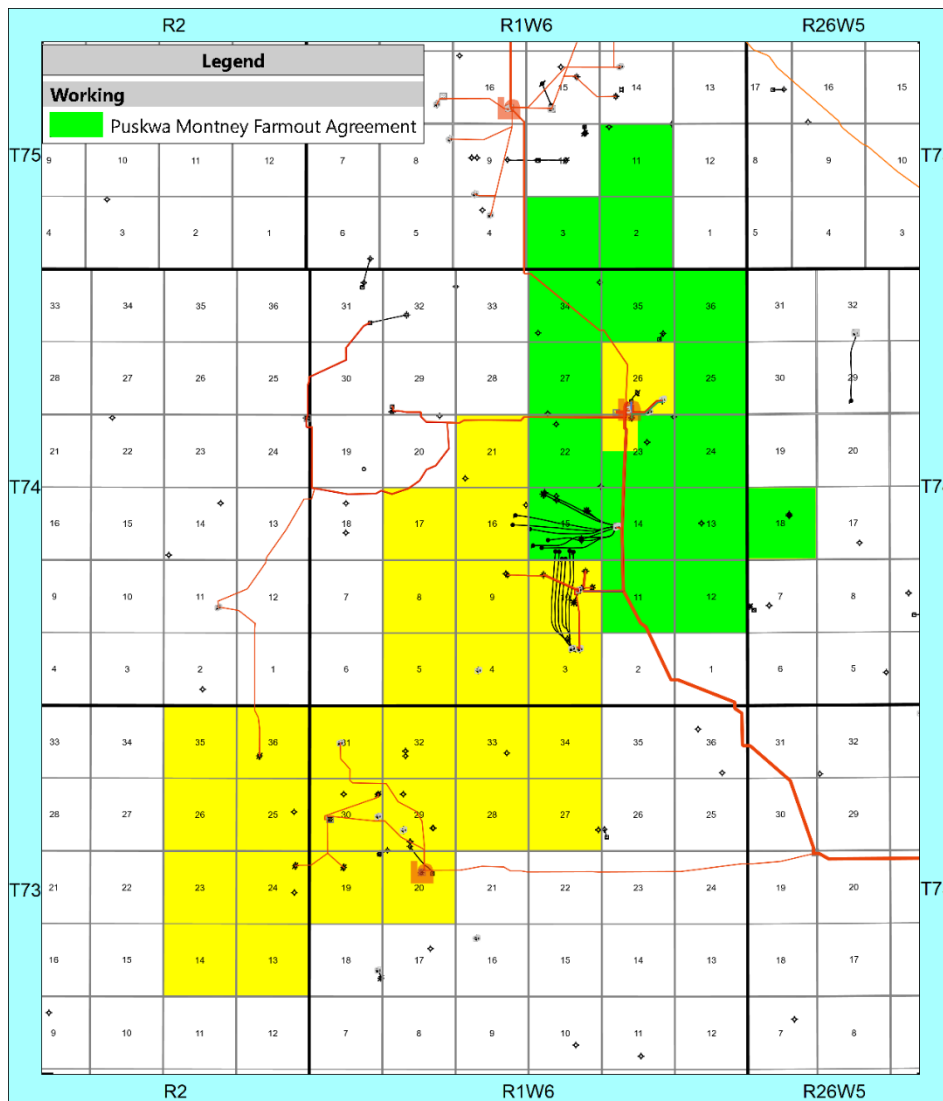 R2 R1W6 R26W5
Legend
Working
Puskwa Montney Farmout Agreement
16 15 14 13 17 16 15
T75 T7
9 10 11 12 7 8 9 10 11 12 8 9 10
4 3 2 1 6 5 4 3 2 1 5 4 3
33 34 35 36 31 32 33 34 35 36 31 32
28 27 26 25 30 29 28 27 26 25 30 29
21 22 23 24 19 20 21 22 23 24 19 20
T74 T7
16 15 14 13 18 17 16 15 14 13 18 17
9 10 11 12 7 8 9 10 11 12 7 8
4 3 2 1 6 5 4 3 2 1 6 5
33 34 35 36 31 32 33 34 35 36 31 32
28 27 26 25 30 29 28 27 26 25 30 29
T73 21 22 23 24 19 20 21 22 23 24 19 20 T7
16 15 14 13 18 17 16 15 14 13 18 17
9 10 11 12 7 8 9 10 11 12 7 8
R2 R1W6 R26W5